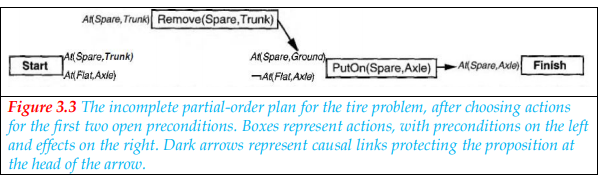 At(Spare,Trunk) Remove(Spare,Trunk)
Start
At(Spare,Trunk)
At(Flat,Axle)
At(Spare,Ground)
¬At(Flat,Axle)
PutOn(Spare,Axle)
At(Spare,Axle)
Finish
Figure 3.3 The incomplete partial-order plan for the tire problem, after choosing actions
for the first two open preconditions. Boxes represent actions, with preconditions on the left
and effects on the right. Dark arrows represent causal links protecting the proposition at
the head of the arrow.